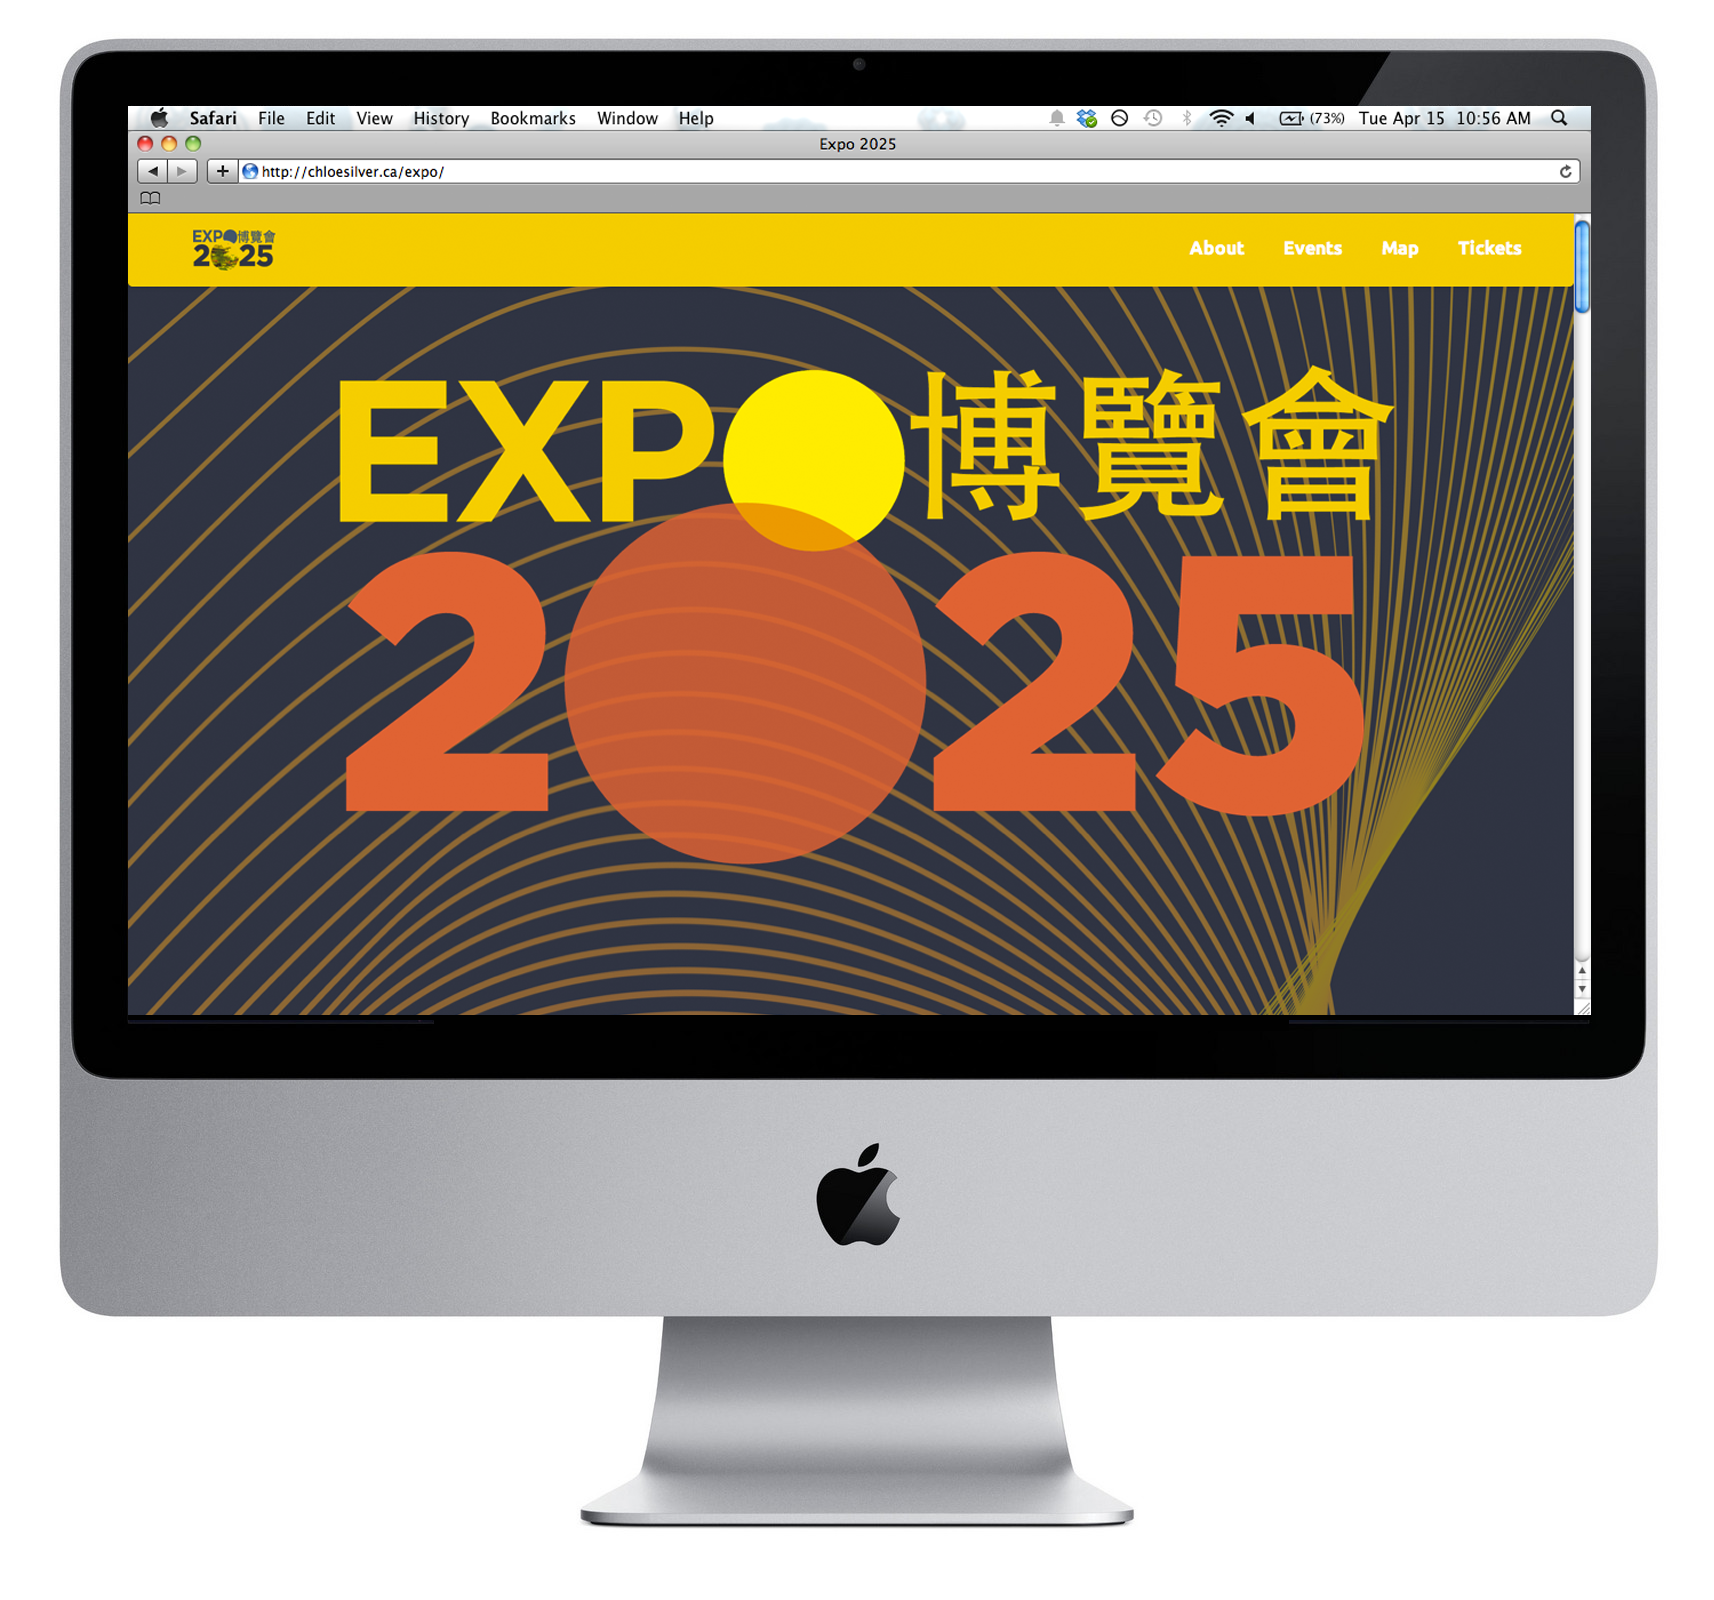 Safari File Edit View History Bookmarks Window Help (73%) Tue Apr 15 10:56 AM
Expo 2025
http://chloesilver.ca/expo/
EXPO博覽會
2025
About Events Map Tickets
EXPO博覽會
2025